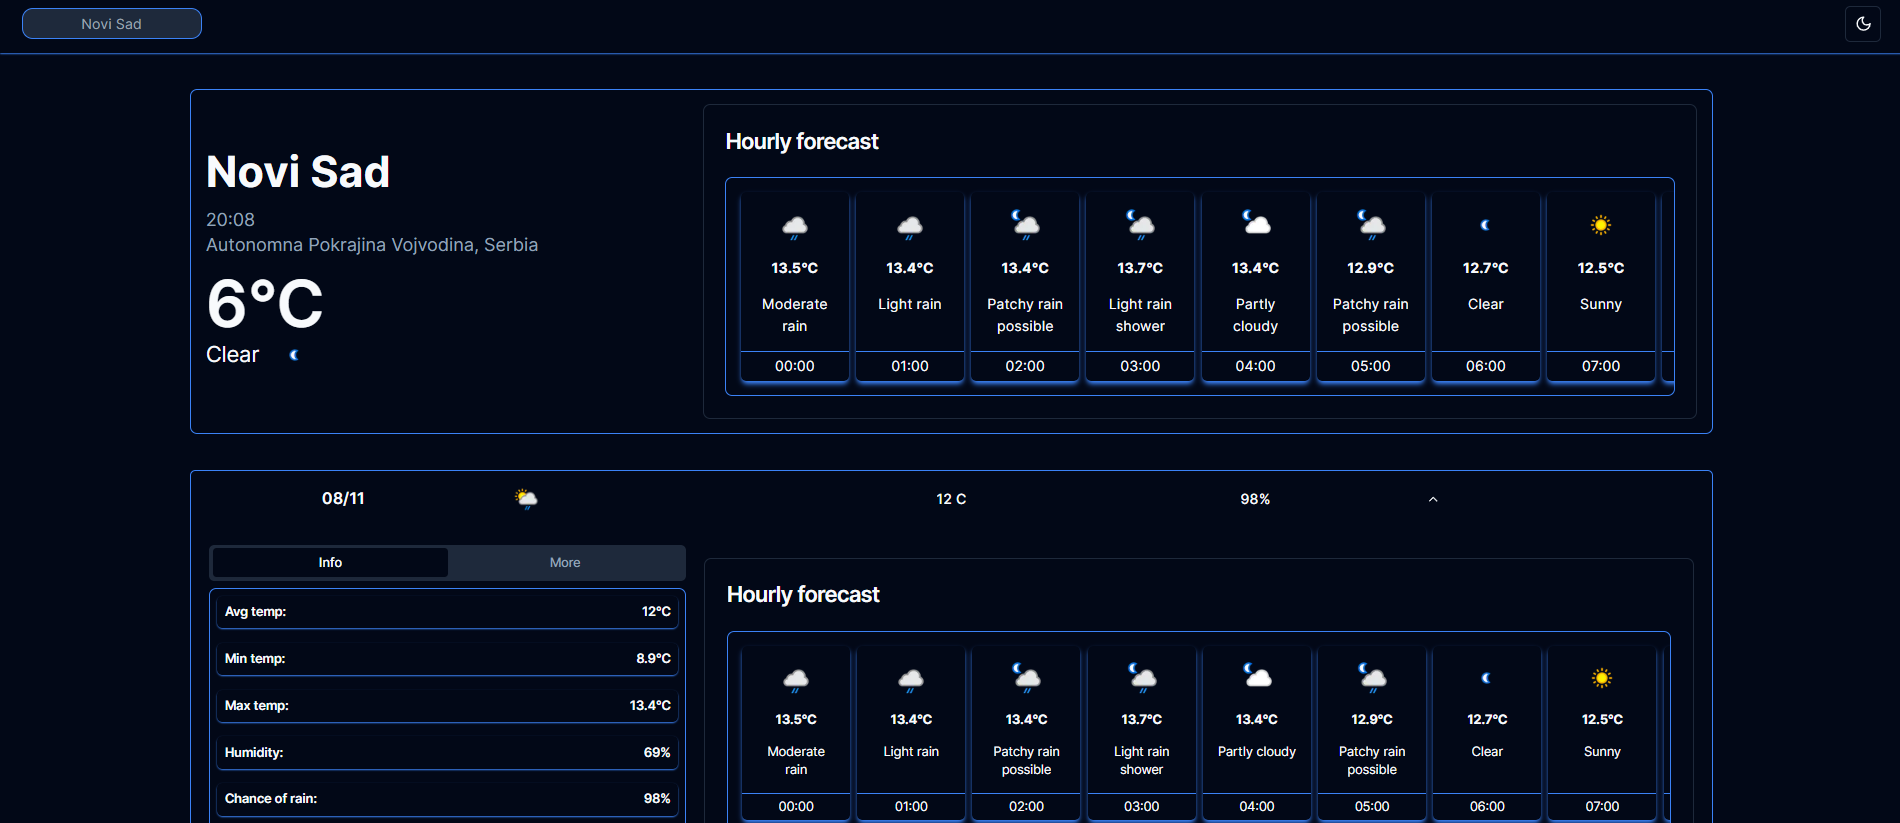 Novi Sad
Novi Sad
20:08
Autonomna Pokrajina Vojvodina, Serbia
6°C
Clear
Hourly forecast
13.5°C 13.4°C 13.4°C 13.7°C 13.4°C 12.9°C 12.7°C 12.5°C
Moderate Light rain Patchy rain Light rain Partly Patchy rain Clear Sunny
rain possible shower cloudy possible
00:00 01:00 02:00 03:00 04:00 05:00 06:00 07:00
08/11 12 C 98%
Info More
Avg temp: 12°C
Min temp: 8.9°C
Max temp: 13.4°C
Humidity: 69%
Chance of rain: 98%
Hourly forecast
13.5°C 13.4°C 13.4°C 13.7°C 13.4°C 12.9°C 12.7°C 12.5°C
Moderate Light rain Patchy rain Light rain Partly cloudy Patchy rain Clear Sunny
rain possible shower possible
00:00 01:00 02:00 03:00 04:00 05:00 06:00 07:00